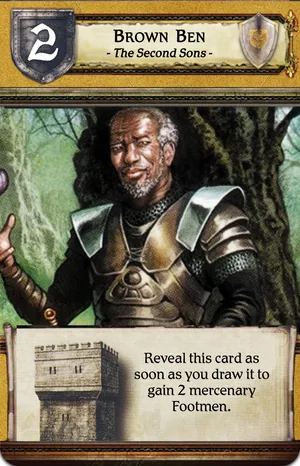 2
BROWN BEN
- The Second Sons -
Reveal this card as
soon as you draw it to
gain 2 mercenary
Footmen.